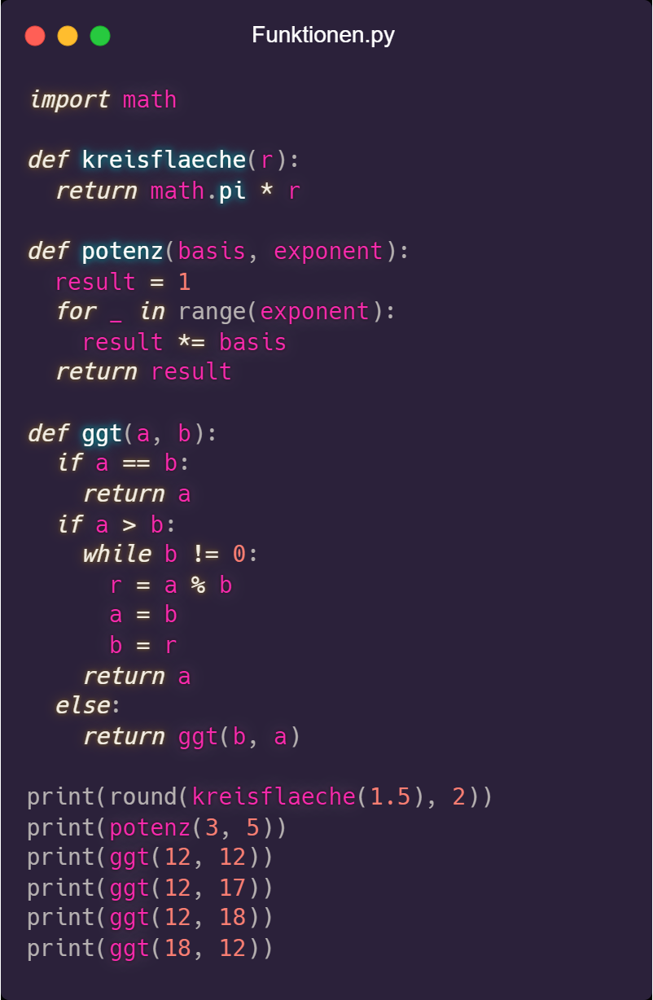 Funktionen.py
import math
def kreisflaeche(r):
  return math.pi * r
def potenz(basis, exponent):
  result = 1
  for _ in range(exponent):
    result *= basis
  return result
def ggt(a, b):
  if a == b:
    return a
  if a > b:
    while b != 0:
      r = a % b
      a = b
      b = r
    return a
  else:
    return ggt(b, a)
print(round(kreisflaeche(1.5), 2))
print(potenz(3, 5))
print(ggt(12, 12))
print(ggt(12, 17))
print(ggt(12, 18))
print(ggt(18, 12))